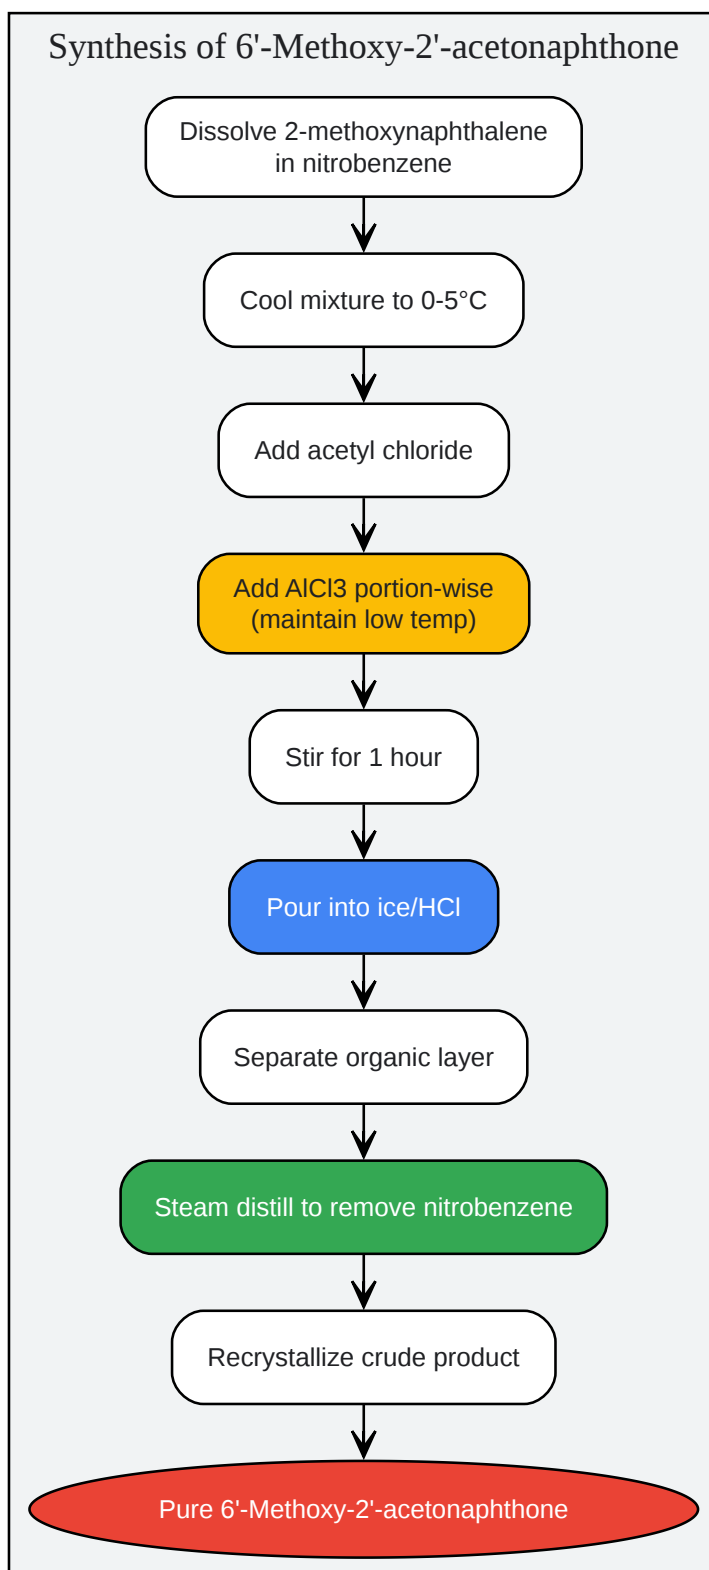 Synthesis of 6'-Methoxy-2'-acetonaphthone
Dissolve 2-methoxynaphthalene
in nitrobenzene
Cool mixture to 0-5°C
Add acetyl chloride
Add AlCl3 portion-wise
(maintain low temp)
Stir for 1 hour
Pour into ice/HCl
Separate organic layer
Steam distill to remove nitrobenzene
Recrystallize crude product
Pure 6'-Methoxy-2'-acetonaphthone